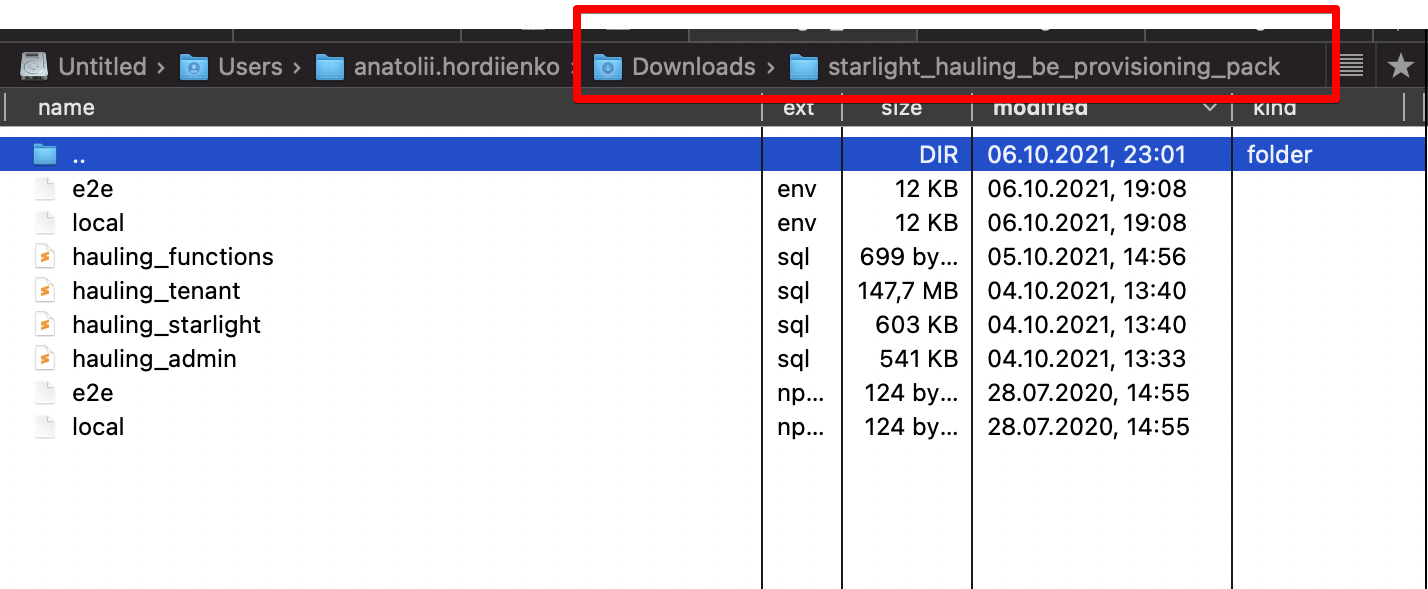 Untitled › Users › anatolii.hordiienko › Downloads › starlight_hauling_be_provisioning_pack
name ext size modified kind
.. DIR 06.10.2021, 23:01 folder
e2e env 12 KB 06.10.2021, 19:08
local env 12 KB 06.10.2021, 19:08
hauling_functions sql 699 by... 05.10.2021, 14:56
hauling_tenant sql 147,7 MB 04.10.2021, 13:40
hauling_starlight sql 603 KB 04.10.2021, 13:40
hauling_admin sql 541 KB 04.10.2021, 13:33
e2e np... 124 by... 28.07.2020, 14:55
local np... 124 by... 28.07.2020, 14:55